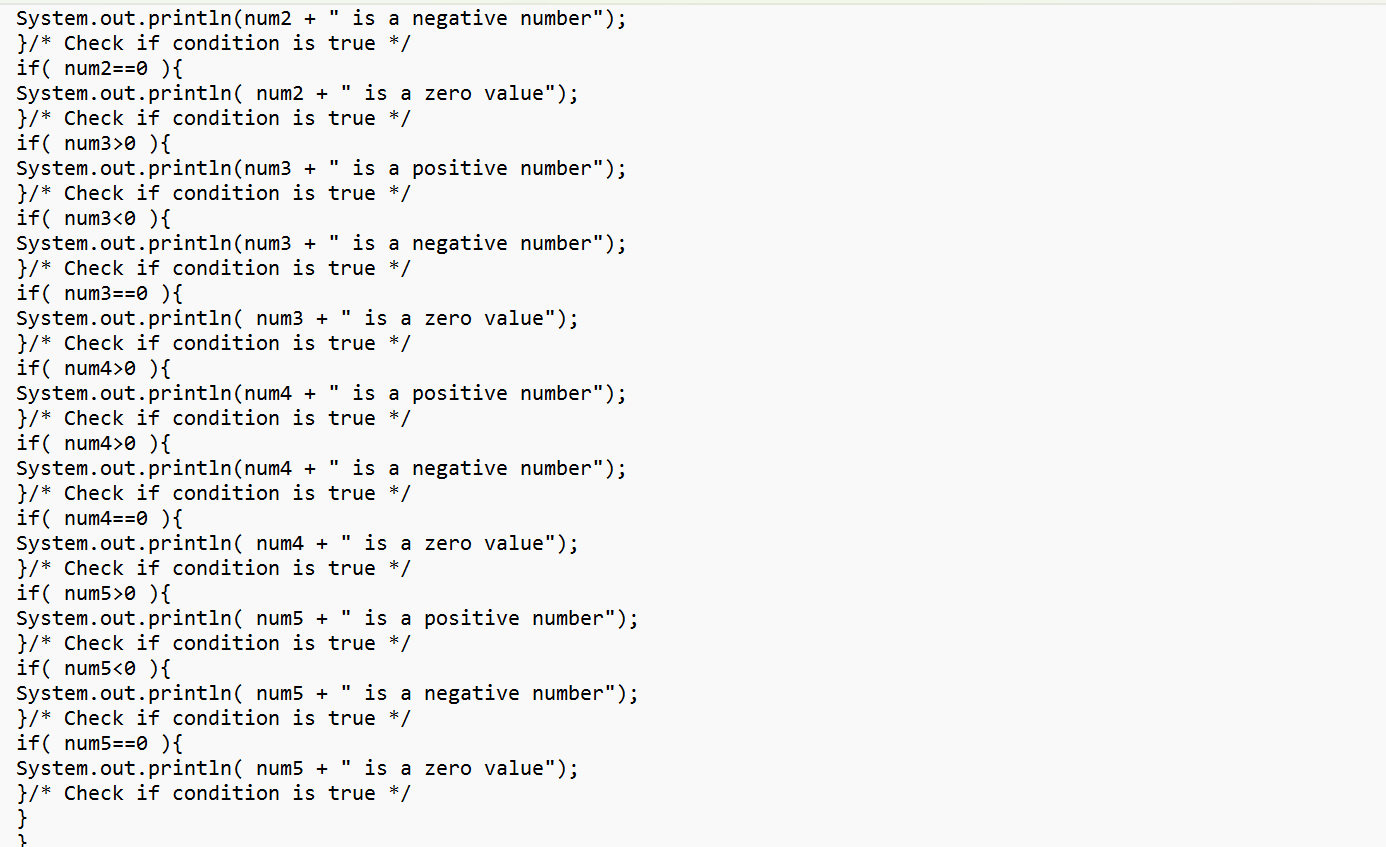 System.out.println(num2 + " is a negative number");
}/* Check if condition is true */
if( num2==0 ){
System.out.println( num2 + " is a zero value");
}/* Check if condition is true */
if( num3>0 ){
System.out.println(num3 + " is a positive number");
}/* Check if condition is true */
if( num3<0 ){
System.out.println(num3 + " is a negative number");
}/* Check if condition is true */
if( num3==0 ){
System.out.println( num3 + " is a zero value");
}/* Check if condition is true */
if( num4>0 ){
System.out.println(num4 + " is a positive number");
}/* Check if condition is true */
if( num4>0 ){
System.out.println(num4 + " is a negative number");
}/* Check if condition is true */
if( num4==0 ){
System.out.println( num4 + " is a zero value");
}/* Check if condition is true */
if( num5>0 ){
System.out.println( num5 + " is a positive number");
}/* Check if condition is true */
if( num5<0 ){
System.out.println( num5 + " is a negative number");
}/* Check if condition is true */
if( num5==0 ){
System.out.println( num5 + " is a zero value");
}/* Check if condition is true */
}
}